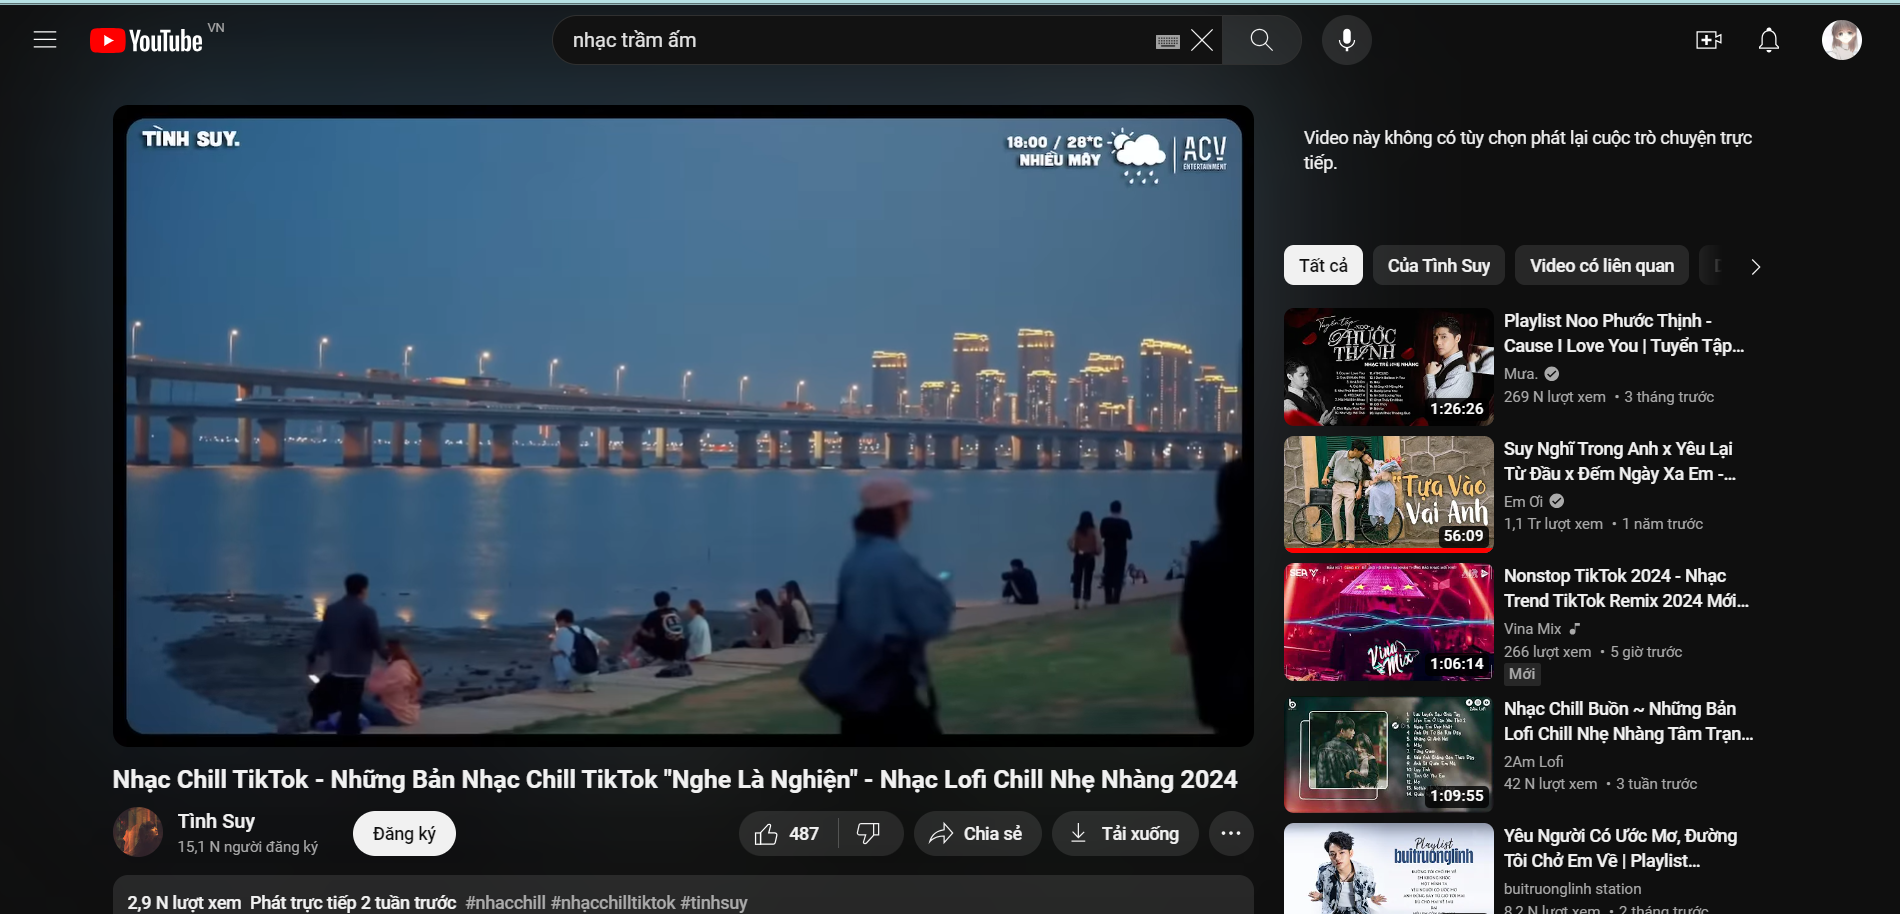 YouTube VN
nhạc trầm ấm
TÌNH SUY.
18:00 / 28°C
NHIỀU MÂY
ACV
ENTERTAINMENT
Nhạc Chill TikTok - Những Bản Nhạc Chill TikTok "Nghe Là Nghiện" - Nhạc Lofi Chill Nhẹ Nhàng 2024
Tình Suy
15,1 N người đăng ký
Đăng ký
487
Chia sẻ
Tải xuống
2,9 N lượt xem Phát trực tiếp 2 tuần trước #nhacchill #nhạcchilltiktok #tinhsuy
Video này không có tùy chọn phát lại cuộc trò chuyện trực
tiếp.
Tất cả
Của Tình Suy
Video có liên quan
PHƯỚC
THỊNH
1:26:26
Playlist Noo Phước Thịnh -
Cause I Love You | Tuyển Tập...
Mưa.
269 N lượt xem • 3 tháng trước
"Tựa Vào
Vai Anh
56:09
Suy Nghĩ Trong Anh x Yêu Lại
Từ Đầu x Đếm Ngày Xa Em -...
Em Ơi
1,1 Tr lượt xem • 1 năm trước
Vina
Mix
1:06:14
Nonstop TikTok 2024 - Nhạc
Trend TikTok Remix 2024 Mới...
Vina Mix
266 lượt xem • 5 giờ trước
Mới
1:09:55
Nhạc Chill Buồn ~ Những Bản
Lofi Chill Nhẹ Nhàng Tâm Trạn...
2Am Lofi
42 N lượt xem • 3 tuần trước
Playlist
buitruonglinh
Yêu Người Có Ước Mơ, Đường
Tôi Chở Em Về | Playlist...
buitruonglinh station
8,2 N lượt xem • 2 tháng trước